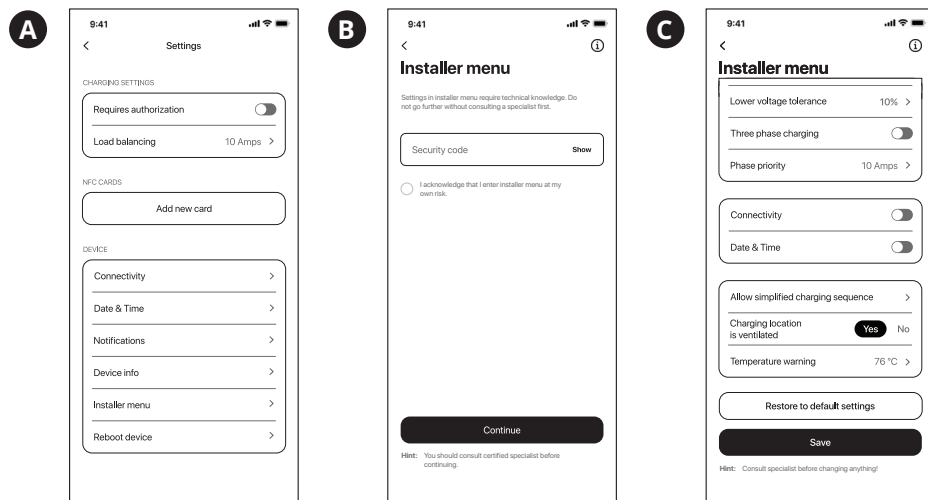 A
9:41
Settings
CHARGING SETTINGS
Requires authorization
Load balancing 10 Amps
NFC CARDS
Add new card
DEVICE
Connectivity
Date & Time
Notifications
Device info
Installer menu
Reboot device
B
9:41
Installer menu
Settings in installer menu require technical knowledge. Do
not go further without consulting a specialist first.
Security code Show
I acknowledge that I enter installer menu at my
own risk.
Continue
Hint: You should consult certified specialist before
continuing.
C
9:41
Installer menu
Lower voltage tolerance 10%
Three phase charging
Phase priority 10 Amps
Connectivity
Date & Time
Allow simplified charging sequence
Charging location
is ventilated
Yes No
Temperature warning 76 °C
Restore to default settings
Save
Hint: Consult specialist before changing anything!